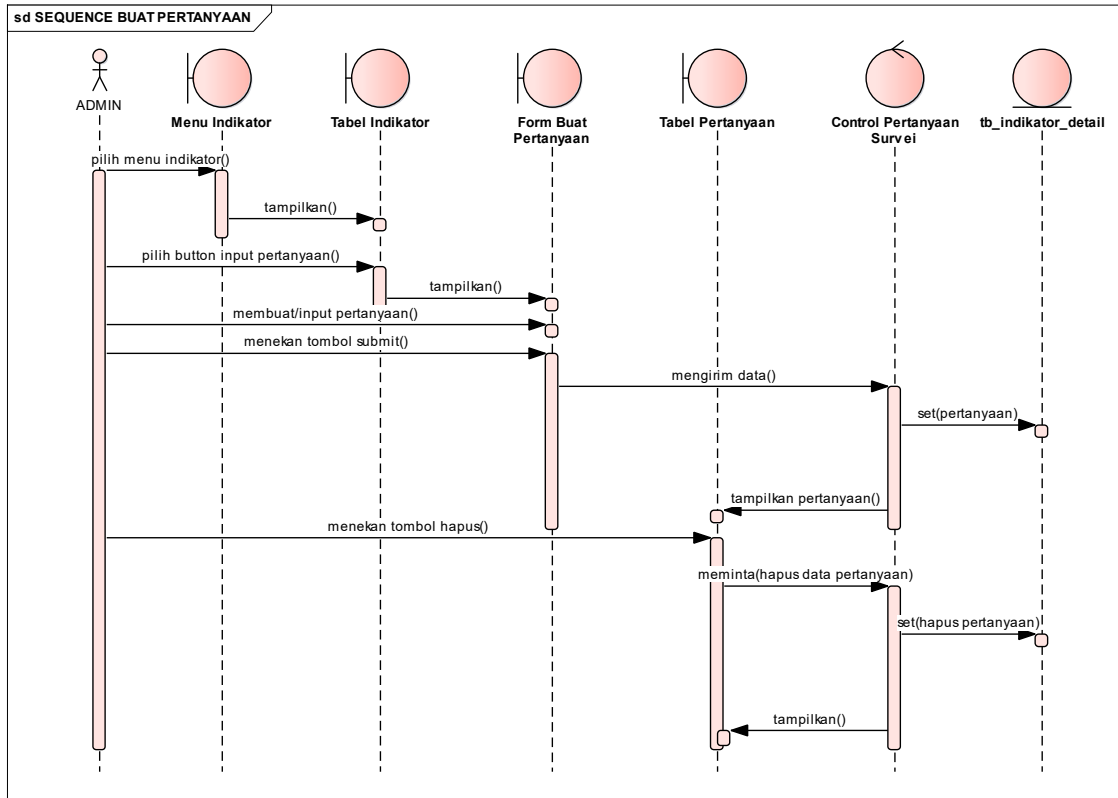 sd SEQUENCE BUAT PERTANYAAN
ADMIN
Menu Indikator
Tabel Indikator
Form Buat
Pertanyaan
Tabel Pertanyaan
Control Pertanyaan
Survei
tb_indikator_detail
pilih menu indikator()
tampilkan()
pilih button input pertanyaan()
tampilkan()
membuat/input pertanyaan()
menekan tombol submit()
mengirim data()
set(pertanyaan)
tampilkan pertanyaan()
menekan tombol hapus()
meminta(hapus data pertanyaan)
set(hapus pertanyaan)
tampilkan()